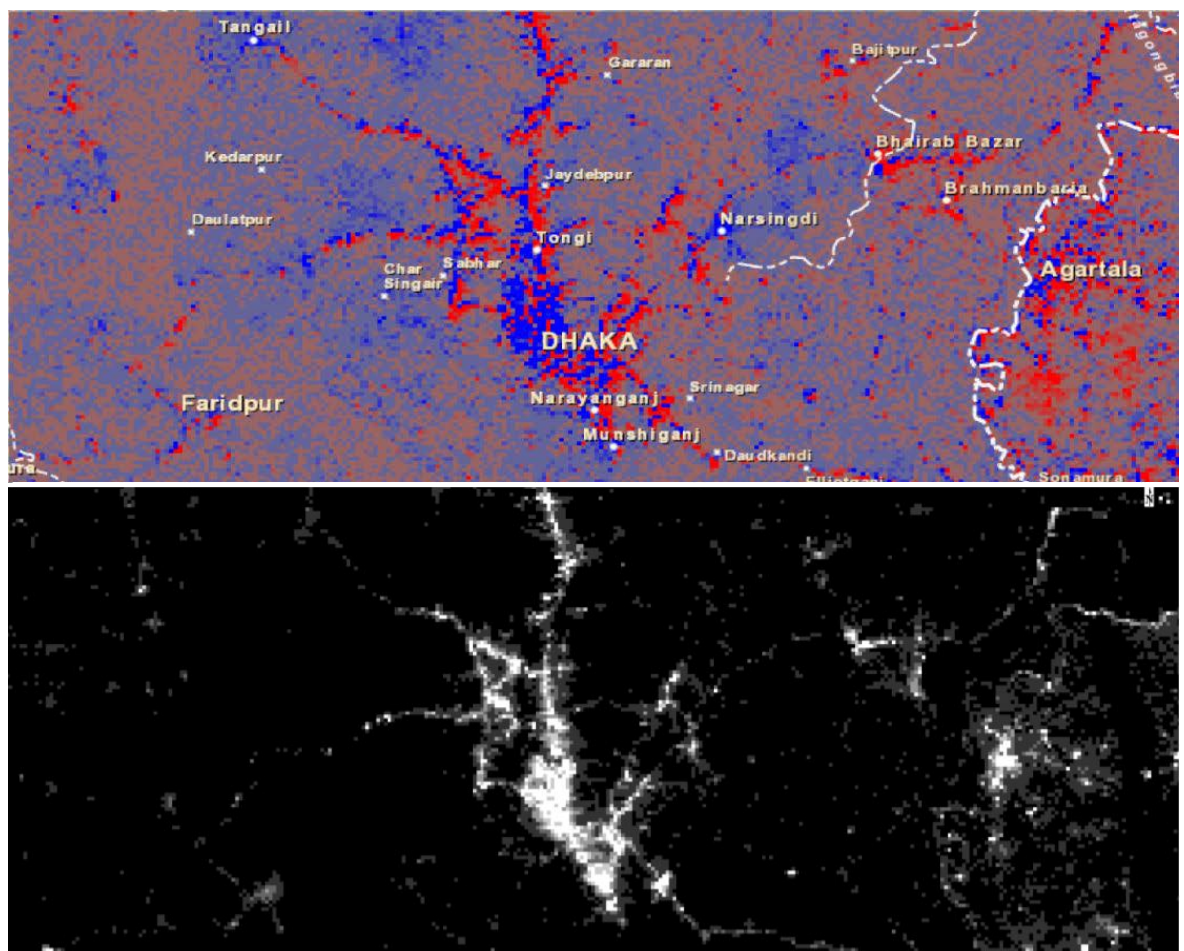 Tangail
Gararan
Bajitpur
Kedarpur
Jaydebpur
Bhairab Bazar
Brahmanbaria
Daulatpur
Narsingdi
Tongi
Char
Singair
Sabhar
Agartala
DHAKA
Faridpur
Srinagar
Narayanganj
Munshiganj
Daudkandi
Sonamura